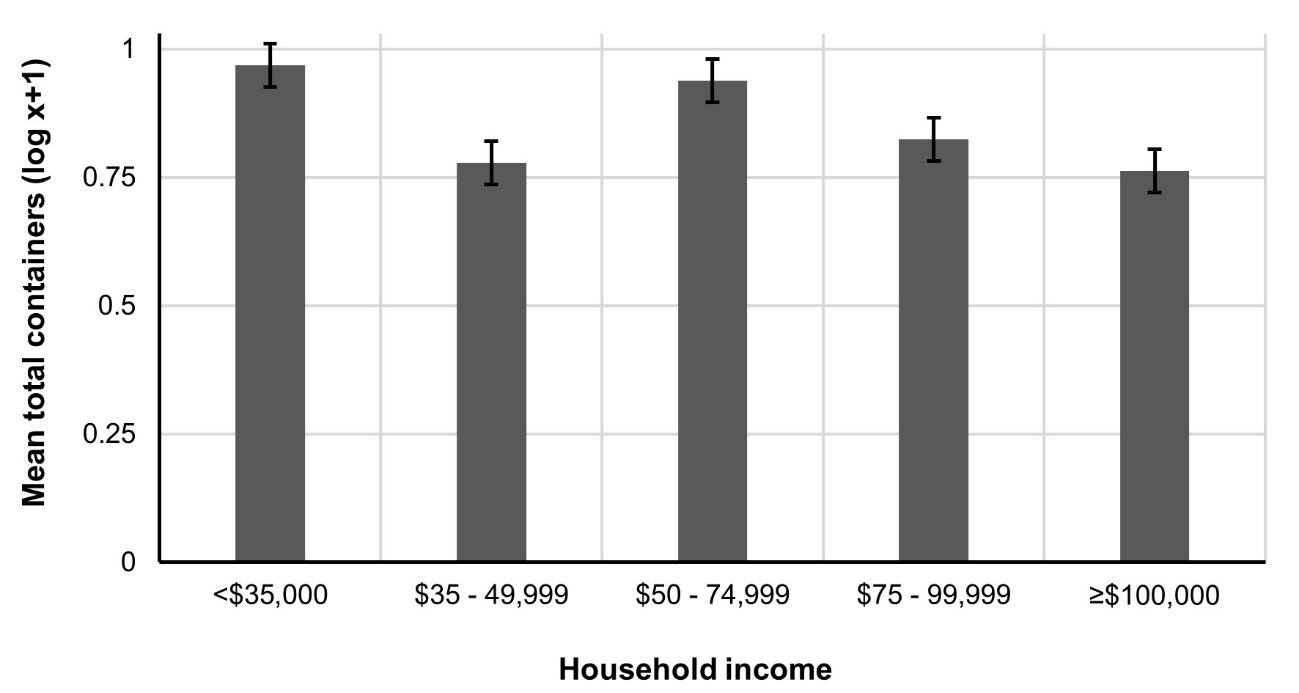 Mean total containers (log x+1)
1
0.75
0.5
0.25
0
<$35,000
$35 - 49,999
$50 - 74,999
$75 - 99,999
≥$100,000
Household income